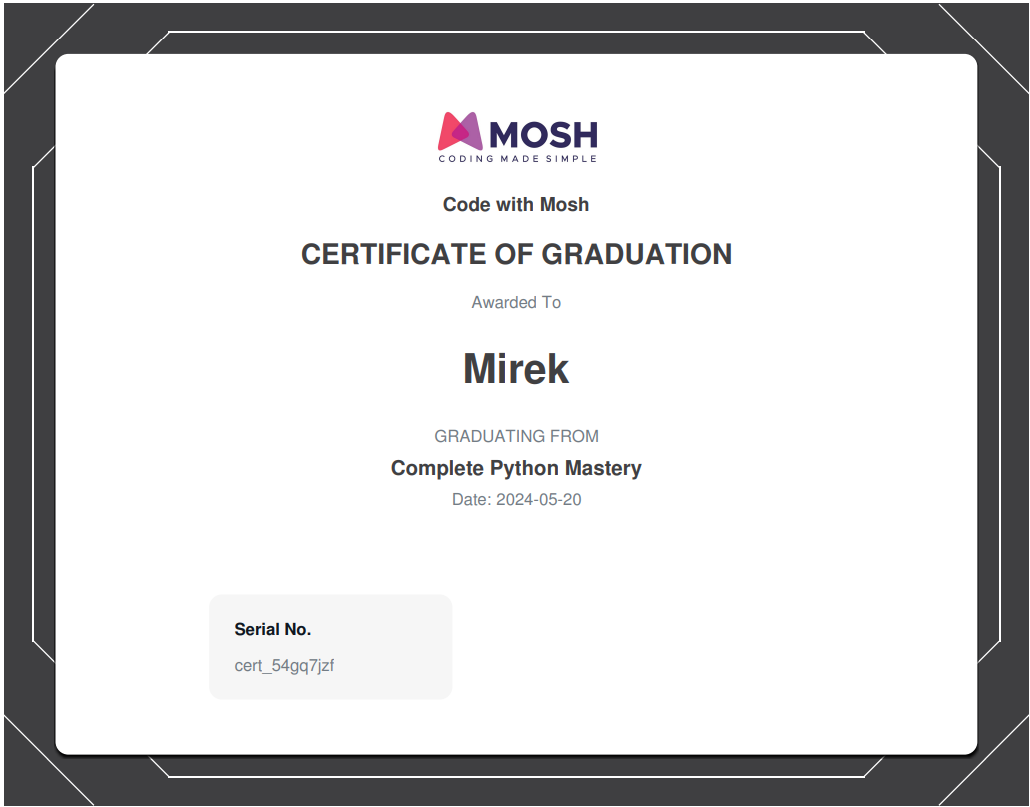 MOSH
CODING MADE SIMPLE
Code with Mosh
CERTIFICATE OF GRADUATION
Awarded To
Mirek
GRADUATING FROM
Complete Python Mastery
Date: 2024-05-20
Serial No.
cert_54gq7jzf